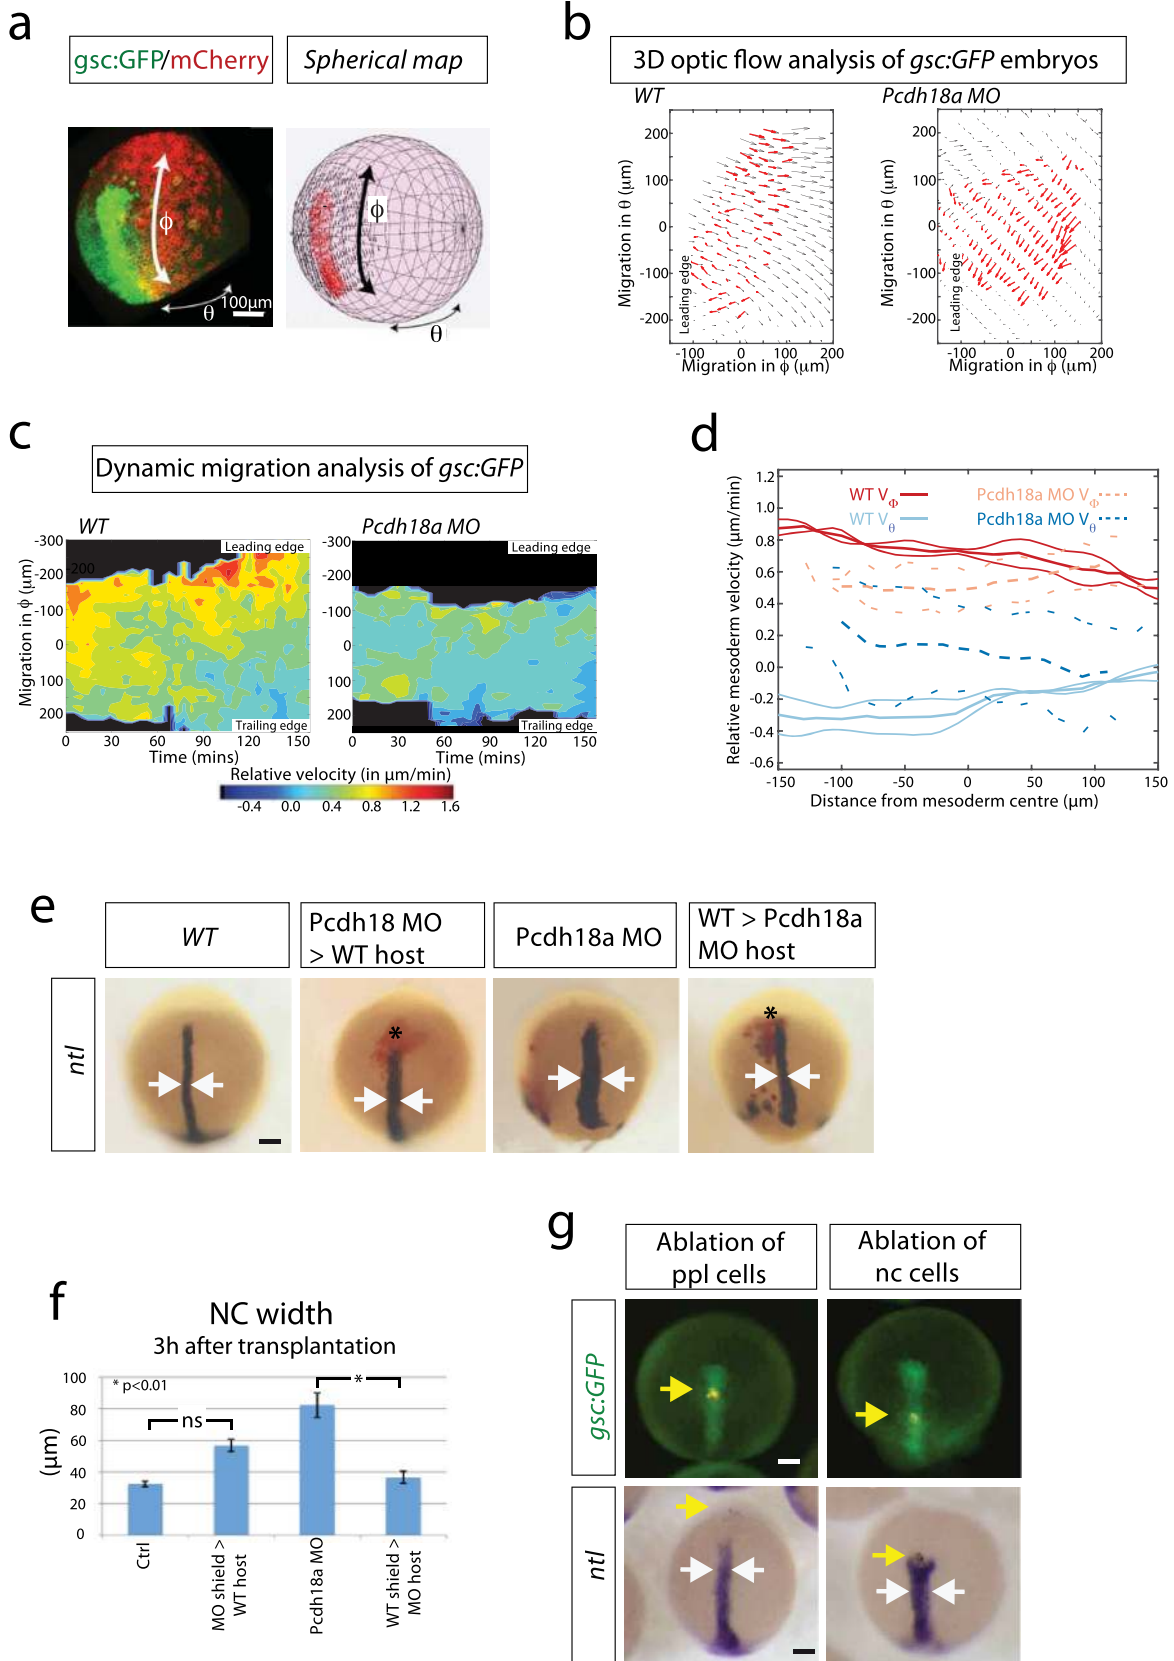 a
gsc:GFP/mCherry
Spherical map
ϕ
θ
100µm
ϕ
θ
b
3D optic flow analysis of gsc:GFP embryos
WT
Pcdh18a MO
Migration in θ (µm)
200
100
0
-100
-200
Leading edge
-100 0 100 200
Migration in ϕ (µm)
Migration in θ (µm)
200
100
0
-100
-200
Leading edge
-100 0 100 200
Migration in ϕ (µm)
c
Dynamic migration analysis of gsc:GFP
WT
Pcdh18a MO
Migration in ϕ (µm)
-300
-200
-100
0
100
200
200
Leading edge
Trailing edge
0 30 60 90 120 150
Time (mins)
-300
-200
-100
0
100
200
Leading edge
Trailing edge
0 30 60 90 120 150
Time (mins)
Relative velocity (in µm/min)
-0.4 0.0 0.4 0.8 1.2 1.6
d
Relative mesoderm velocity (µm/min)
1.2
1.0
0.8
0.6
0.4
0.2
0.0
-0.2
-0.4
-0.6
WT VΦ
Pcdh18a MO VΦ
WT Vθ
Pcdh18a MO Vθ
-150 -100 -50 0 50 100 150
Distance from mesoderm centre (µm)
e
WT
Pcdh18 MO
> WT host
Pcdh18a MO
WT > Pcdh18a
MO host
ntl
*
*
f
NC width
3h after transplantation
* p<0.01
ns
*
(µm)
100
80
60
40
20
0
Ctrl
MO shield >
WT host
Pcdh18a MO
WT shield >
MO host
g
Ablation of
ppl cells
Ablation of
nc cells
gsc:GFP
ntl